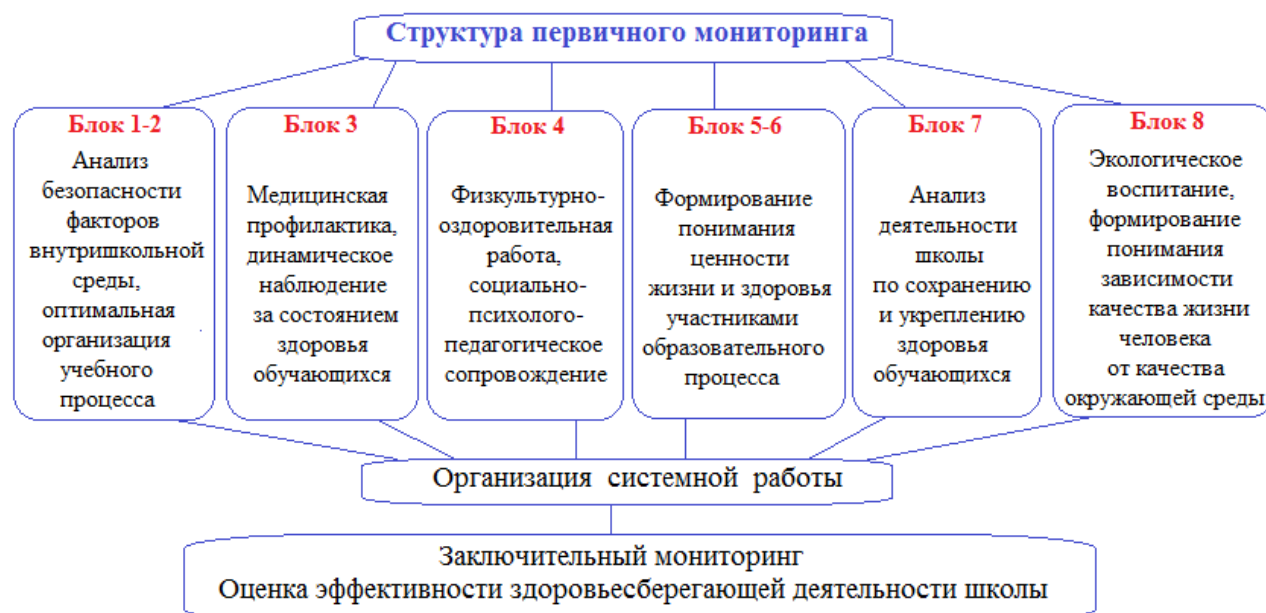 Структура первичного мониторинга
Блок 1-2
Анализ
безопасности
факторов
внутришкольной
среды,
оптимальная
организация
учебного
процесса
Блок 3
Медицинская
профилактика,
динамическое
наблюдение
за состоянием
здоровья
обучающихся
Блок 4
Физкультурно-
оздоровительная
работа,
социально-
психолого-
педагогическое
сопровождение
Блок 5-6
Формирование
понимания
ценности
жизни и здоровья
участниками
образовательного
процесса
Блок 7
Анализ
деятельности
школы
по сохранению
и укреплению
здоровья
обучающихся
Блок 8
Экологическое
воспитание,
формирование
понимания
зависимости
качества жизни
человека
от качества
окружающей среды
Организация системной работы
Заключительный мониторинг
Оценка эффективности здоровьесберегающей деятельности школы